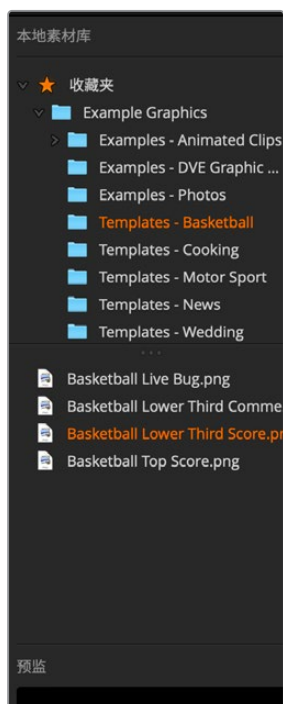 本地素材库
收藏夹
Example Graphics
Examples - Animated Clips
Examples - DVE Graphic ...
Examples - Photos
Templates - Basketball
Templates - Cooking
Templates - Motor Sport
Templates - News
Templates - Wedding
Basketball Live Bug.png
Basketball Lower Third Comme
Basketball Lower Third Score.pn
Basketball Top Score.png
预监